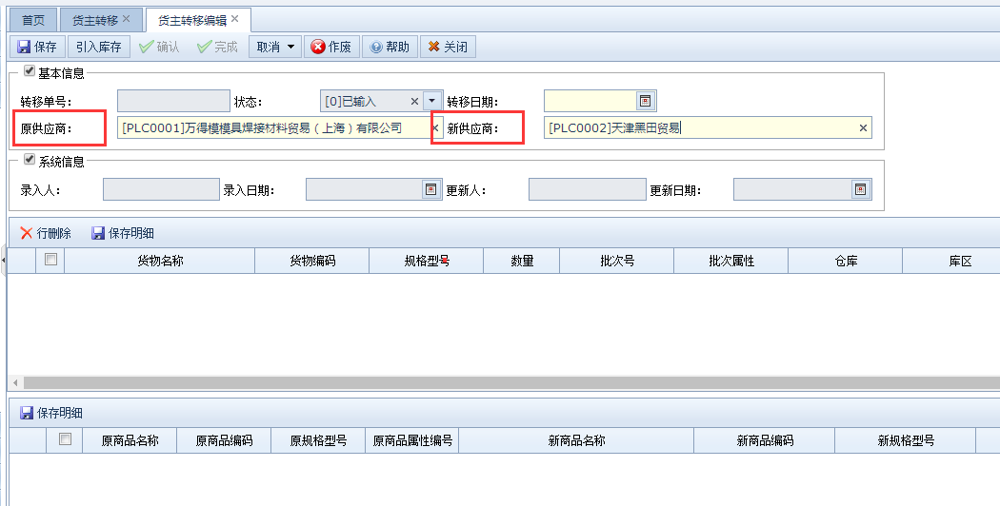 首页 货主转移 货主转移编辑
保存 引入库存 确认 完成 取消 作废 帮助 关闭
基本信息
转移单号: 状态: [0]已输入 转移日期:
原供应商: [PLC0001]万得模模具焊接材料贸易(上海)有限公司 新供应商: [PLC0002]天津黑田贸易
系统信息
录入人: 录入日期: 更新人: 更新日期:
行删除 保存明细
货物名称 货物编码 规格型号 数量 批次号 批次属性 仓库 库区
保存明细
原商品名称 原商品编码 原规格型号 原商品属性编号 新商品名称 新商品编码 新规格型号